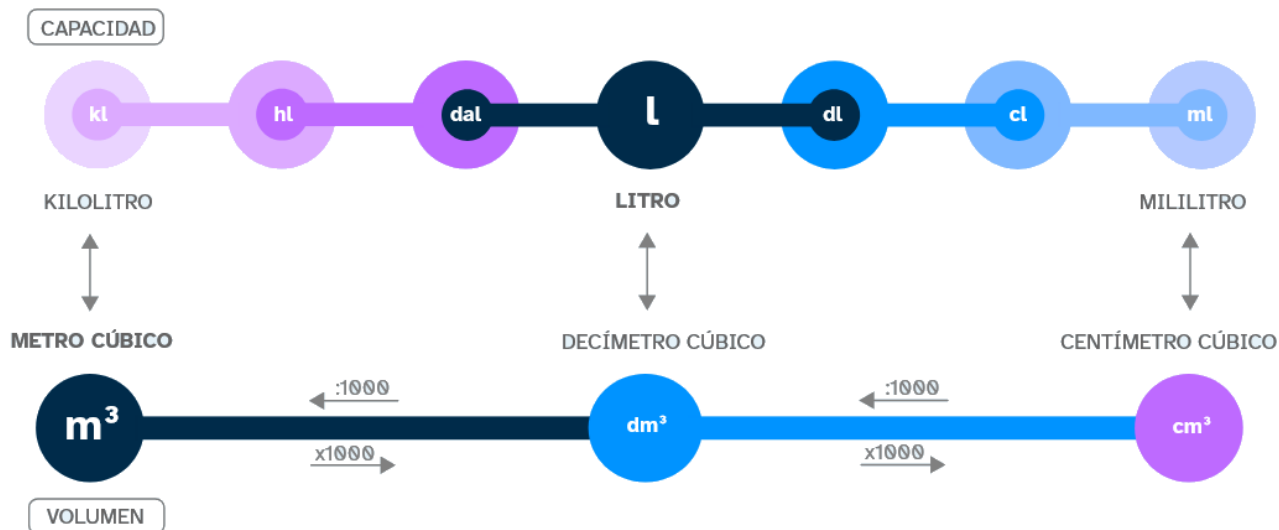 CAPACIDAD
kl hl dal l dl cl ml
KILOLITRO LITRO MILILITRO
METRO CÚBICO DECÍMETRO CÚBICO CENTÍMETRO CÚBICO
:1000 :1000
m³ dm³ cm³
x1000 x1000
VOLUMEN